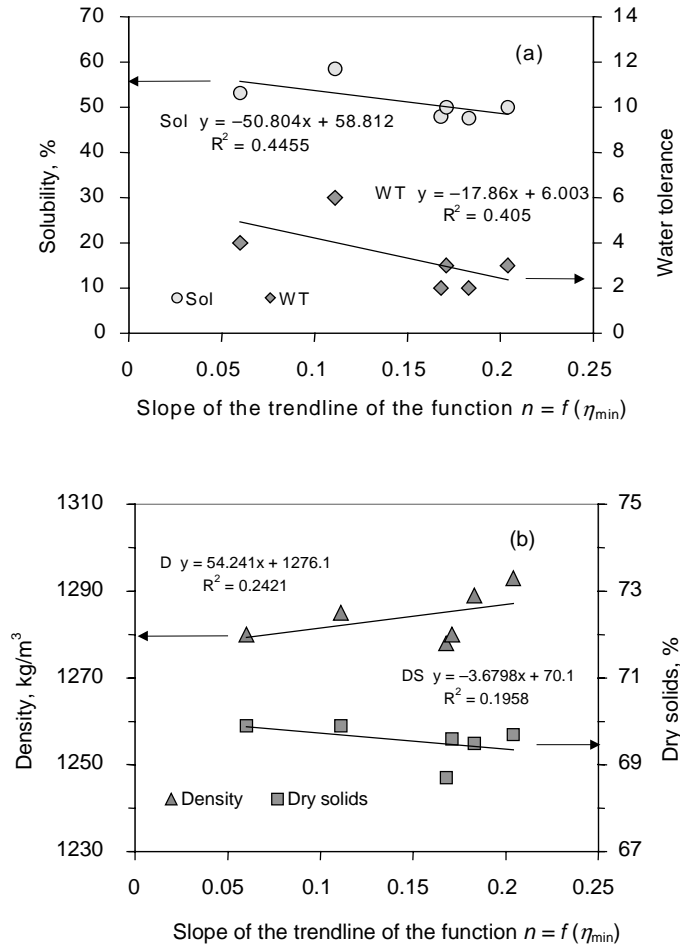 70
60
50
40
30
20
10
0
Solubility, %
(a)
Sol y = −50.804x + 58.812
R² = 0.4455
WT y = −17.86x + 6.003
R² = 0.405
Sol WT
14
12
10
8
6
4
2
0
Water tolerance
0 0.05 0.1 0.15 0.2 0.25
Slope of the trendline of the function n = f (ηmin)
1310
1290
1270
1250
1230
Density, kg/m³
(b)
D y = 54.241x + 1276.1
R² = 0.2421
DS y = −3.6798x + 70.1
R² = 0.1958
Density Dry solids
75
73
71
69
67
Dry solids, %
0 0.05 0.1 0.15 0.2 0.25
Slope of the trendline of the function n = f (ηmin)